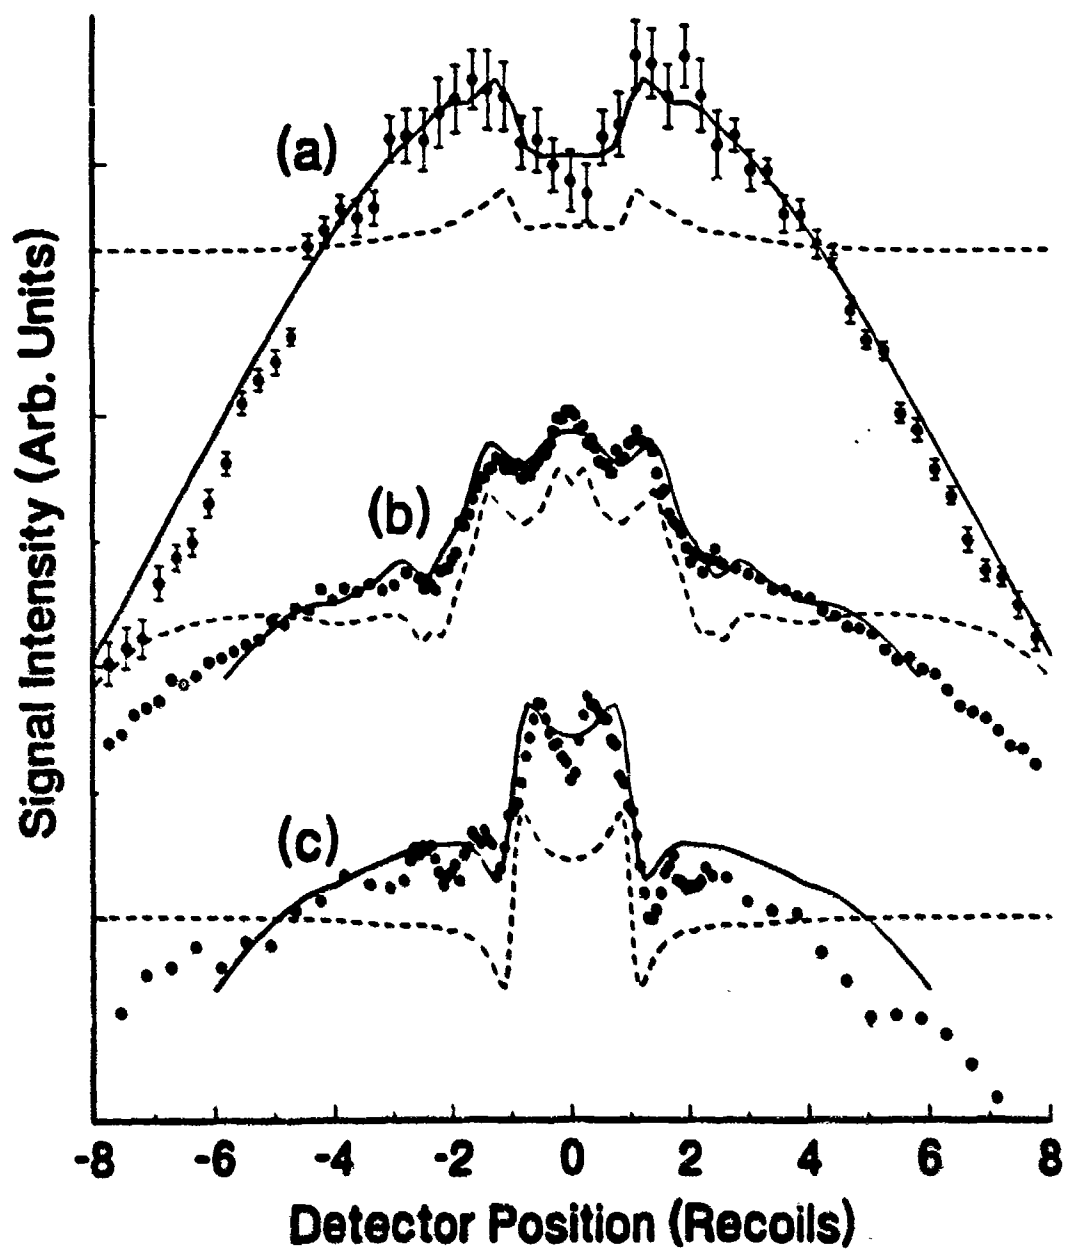 Signal Intensity (Arb. Units)
(a)
(b)
(c)
-8 -6 -4 -2 0 2 4 6 8
Detector Position (Recoils)